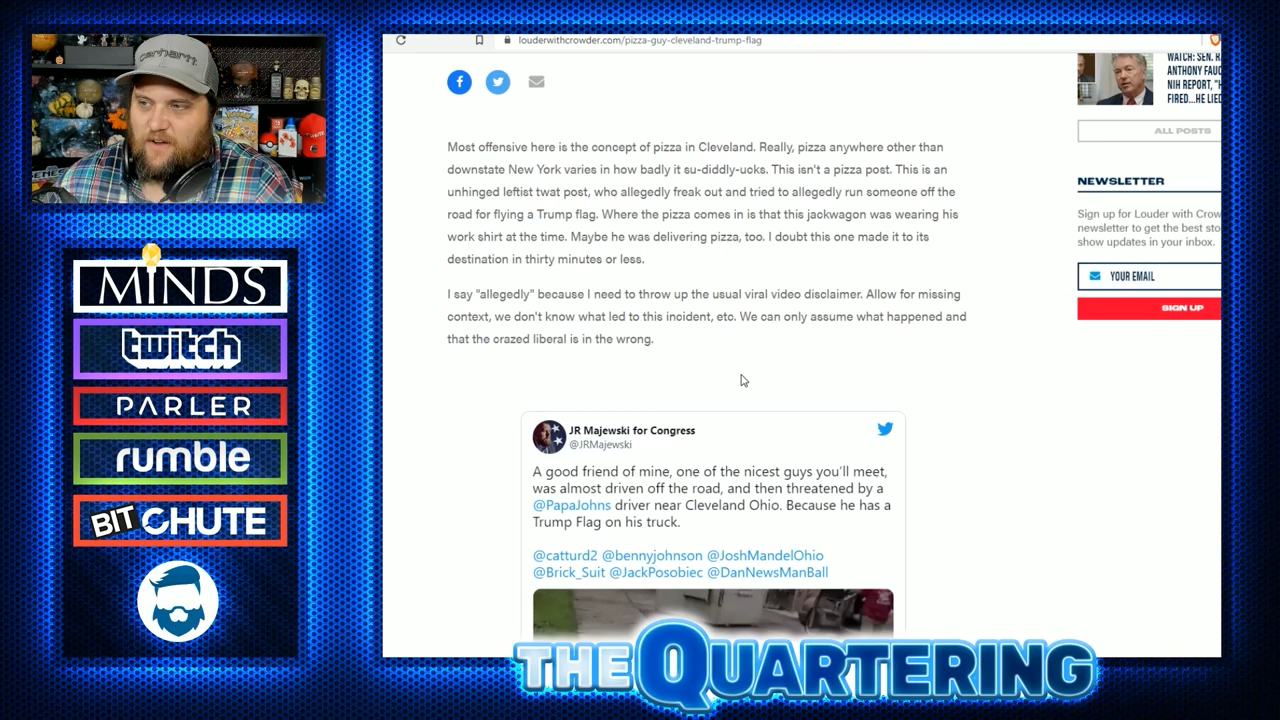 carhartt
louderwithcrowder.com/pizza-guy-cleveland-trump-flag
WATCH: SEN. R
ANTHONY FAUC
NIH REPORT, "H
FIRED...HE LIED
ALL POSTS
Most offensive here is the concept of pizza in Cleveland. Really, pizza anywhere other than
downstate New York varies in how badly it su-diddly-ucks. This isn't a pizza post. This is an
unhinged leftist twat post, who allegedly freak out and tried to allegedly run someone off the
road for flying a Trump flag. Where the pizza comes in is that this jackwagon was wearing his
work shirt at the time. Maybe he was delivering pizza, too. I doubt this one made it to its
destination in thirty minutes or less.
I say "allegedly" because I need to throw up the usual viral video disclaimer. Allow for missing
context, we don't know what led to this incident, etc. We can only assume what happened and
that the crazed liberal is in the wrong.
NEWSLETTER
Sign up for Louder with Crow
newsletter to get the best sto
show updates in your inbox.
YOUR EMAIL
SIGN UP
JR Majewski for Congress
@JRMajewski
A good friend of mine, one of the nicest guys you'll meet,
was almost driven off the road, and then threatened by a
@PapaJohns driver near Cleveland Ohio. Because he has a
Trump Flag on his truck.
@catturd2 @bennyjohnson @JoshMandelOhio
@Brick_Suit @JackPosobiec @DanNewsManBall
MINDS
twitch
PARLER
rumble
BITCHUTE
THE QUARTERING